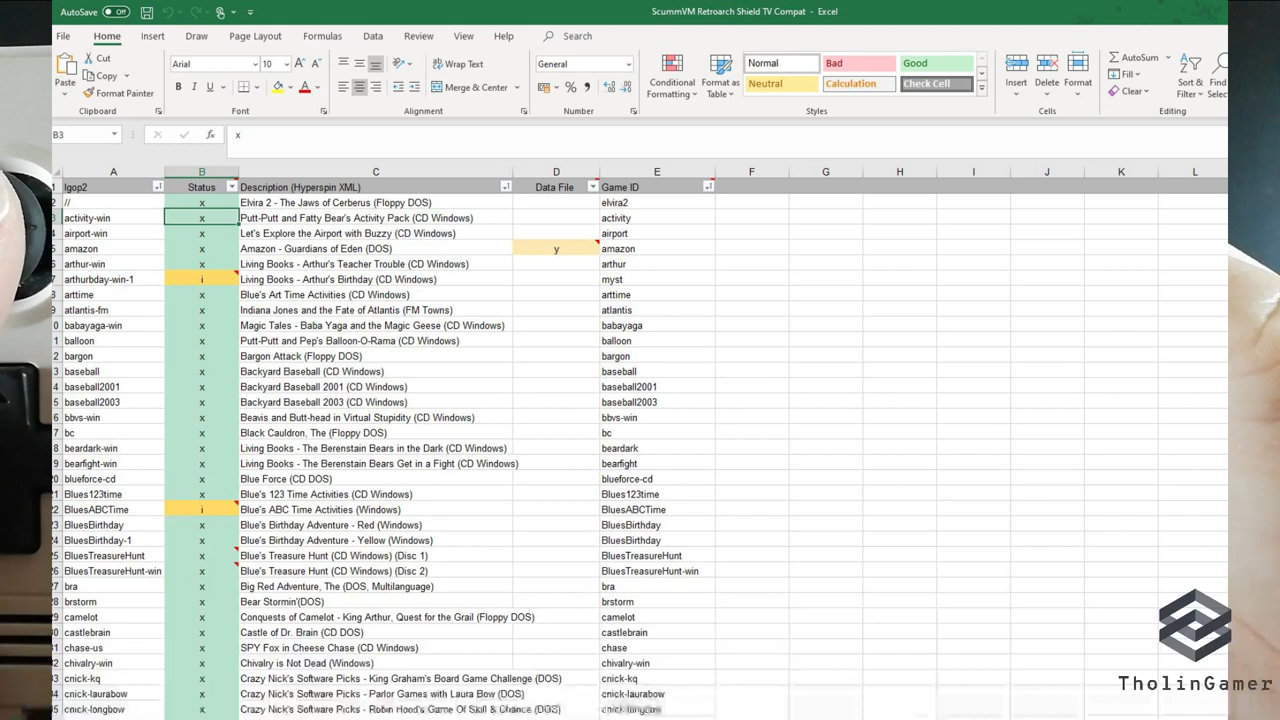 AutoSave Off ScummVM Retroarch Shield TV Compat - Excel
File Home Insert Draw Page Layout Formulas Data Review View Help Search
Paste Cut Copy Format Painter Clipboard
Arial 10 B I U A Font
Wrap Text Merge & Center Alignment
General % Number
Conditional Formatting Format as Table Normal Bad Good Neutral Calculation Check Cell Styles
Insert Delete Format Cells
AutoSum Fill Clear Sort Filter Editing
B3 fx x
A B C D E F G H I J K L
lgop2 Status Description (Hyperspin XML) Data File Game ID
// x Elvira 2 - The Jaws of Cerberus (Floppy DOS) elvira2
activity-win x Putt-Putt and Fatty Bear's Activity Pack (CD Windows) activity
airport-win x Let's Explore the Airport with Buzzy (CD Windows) airport
amazon x Amazon - Guardians of Eden (DOS) y amazon
arthur-win x Living Books - Arthur's Teacher Trouble (CD Windows) arthur
arthurbday-win-1 i Living Books - Arthur's Birthday (CD Windows) myst
arttime x Blue's Art Time Activities (CD Windows) arttime
atlantis-fm x Indiana Jones and the Fate of Atlantis (FM Towns) atlantis
babayaga-win x Magic Tales - Baba Yaga and the Magic Geese (CD Windows) babayaga
balloon x Putt-Putt and Pep's Balloon-O-Rama (CD Windows) balloon
bargon x Bargon Attack (Floppy DOS) bargon
baseball x Backyard Baseball (CD Windows) baseball
baseball2001 x Backyard Baseball 2001 (CD Windows) baseball2001
baseball2003 x Backyard Baseball 2003 (CD Windows) baseball2003
bbvs-win x Beavis and Butt-head in Virtual Stupidity (CD Windows) bbvs-win
bc x Black Cauldron, The (Floppy DOS) bc
beardark-win x Living Books - The Berenstain Bears in the Dark (CD Windows) beardark
bearfight-win x Living Books - The Berenstain Bears Get in a Fight (CD Windows) bearfight
blueforce-cd x Blue Force (CD DOS) blueforce-cd
Blues123time x Blue's 123 Time Activities (CD Windows) Blues123time
BluesABCTime i Blue's ABC Time Activities (Windows) BluesABCTime
BluesBirthday x Blue's Birthday Adventure - Red (Windows) BluesBirthday
BluesBirthday-1 x Blue's Birthday Adventure - Yellow (Windows) BluesBirthday
BluesTreasureHunt x Blue's Treasure Hunt (CD Windows) (Disc 1) BluesTreasureHunt
BluesTreasureHunt-win x Blue's Treasure Hunt (CD Windows) (Disc 2) BluesTreasureHunt-win
bra x Big Red Adventure, The (DOS, Multilanguage) bra
brstorm x Bear Stormin'(DOS) brstorm
camelot x Conquests of Camelot - King Arthur, Quest for the Grail (Floppy DOS) camelot
castlebrain x Castle of Dr. Brain (CD DOS) castlebrain
chase-us x SPY Fox in Cheese Chase (CD Windows) chase
chivalry-win x Chivalry is Not Dead (Windows) chivalry-win
cnick-kq x Crazy Nick's Software Picks - King Graham's Board Game Challenge (DOS) cnick-kq
cnick-laurabow x Crazy Nick's Software Picks - Parlor Games with Laura Bow (DOS) cnick-laurabow
cnick-longbow x Crazy Nick's Software Picks - Robin Hood's Game Of Skill & Chance (DOS) cnick-longbow
TholinGamer